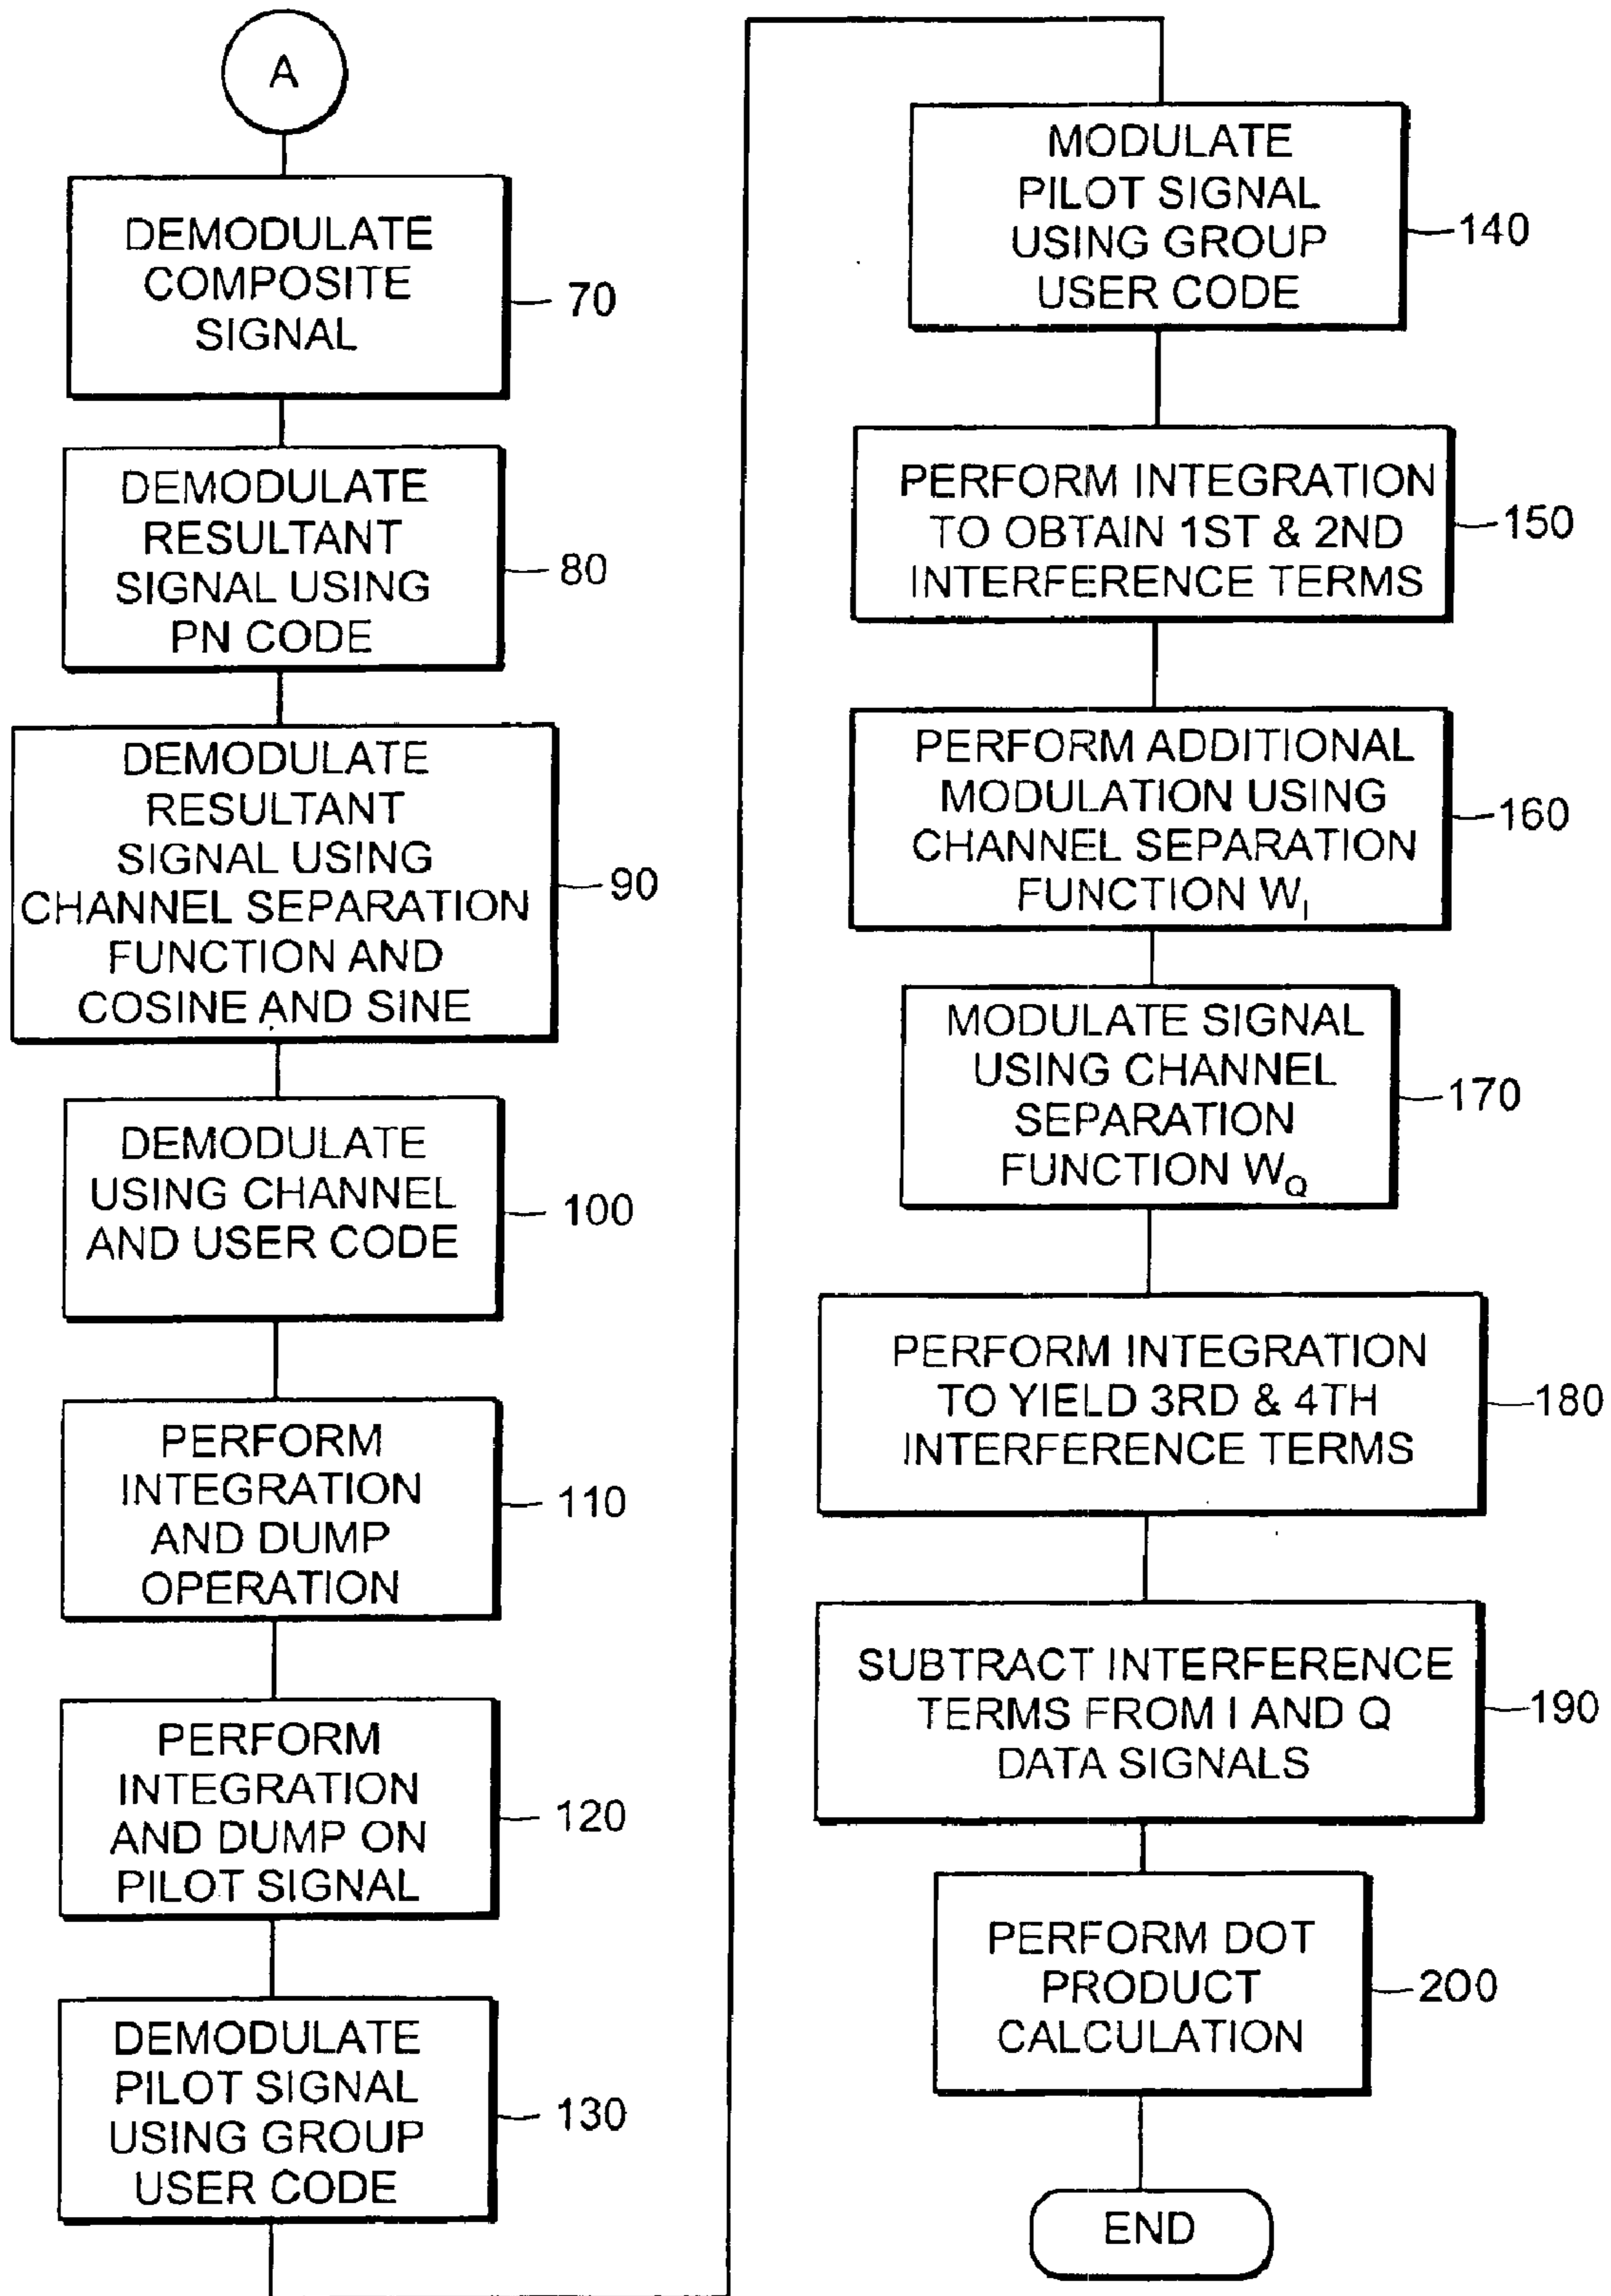 A
DEMODULATE
COMPOSITE
SIGNAL
70
DEMODULATE
RESULTANT
SIGNAL USING
PN CODE
80
DEMODULATE
RESULTANT
SIGNAL USING
CHANNEL SEPARATION
FUNCTION AND
COSINE AND SINE
90
DEMODULATE
USING CHANNEL
AND USER CODE
100
PERFORM
INTEGRATION
AND DUMP
OPERATION
110
PERFORM
INTEGRATION
AND DUMP ON
PILOT SIGNAL
120
DEMODULATE
PILOT SIGNAL
USING GROUP
USER CODE
130
MODULATE
PILOT SIGNAL
USING GROUP
USER CODE
140
PERFORM INTEGRATION
TO OBTAIN 1ST & 2ND
INTERFERENCE TERMS
150
PERFORM ADDITIONAL
MODULATION USING
CHANNEL SEPARATION
FUNCTION W_I
160
MODULATE SIGNAL
USING CHANNEL
SEPARATION
FUNCTION W_Q
170
PERFORM INTEGRATION
TO YIELD 3RD & 4TH
INTERFERENCE TERMS
180
SUBTRACT INTERFERENCE
TERMS FROM I AND Q
DATA SIGNALS
190
PERFORM DOT
PRODUCT
CALCULATION
200
END